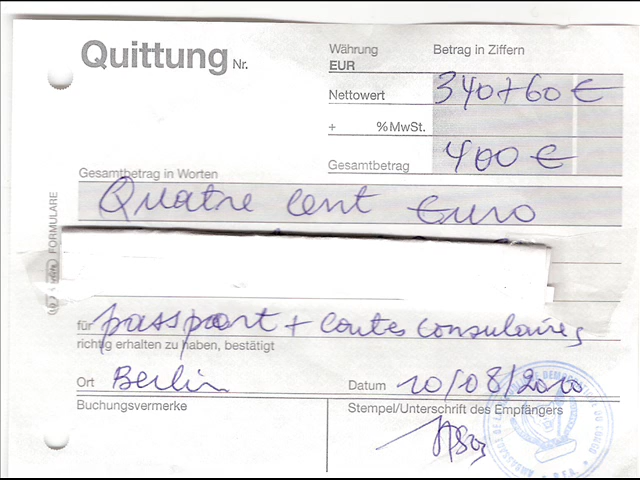 Quittung Nr.
Währung
EUR
Betrag in Ziffern
Nettowert
340+60 €
+ %MwSt.
Gesamtbetrag
400 €
Gesamtbetrag in Worten
Quatre cent Euro
FORMULARE
für passport + Cartes Consulaires
richtig erhalten zu haben, bestätigt
Ort Berlin
Datum 10/08/2010
Buchungsvermerke
Stempel/Unterschrift des Empfängers